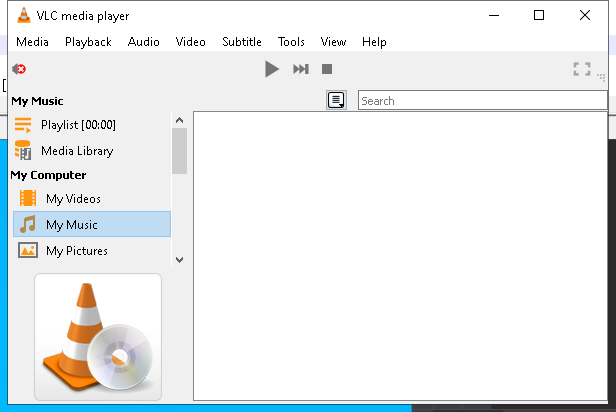 VLC media player
Media Playback Audio Video Subtitle Tools View Help
My Music
Search
Playlist [00:00]
Media Library
My Computer
My Videos
My Music
My Pictures